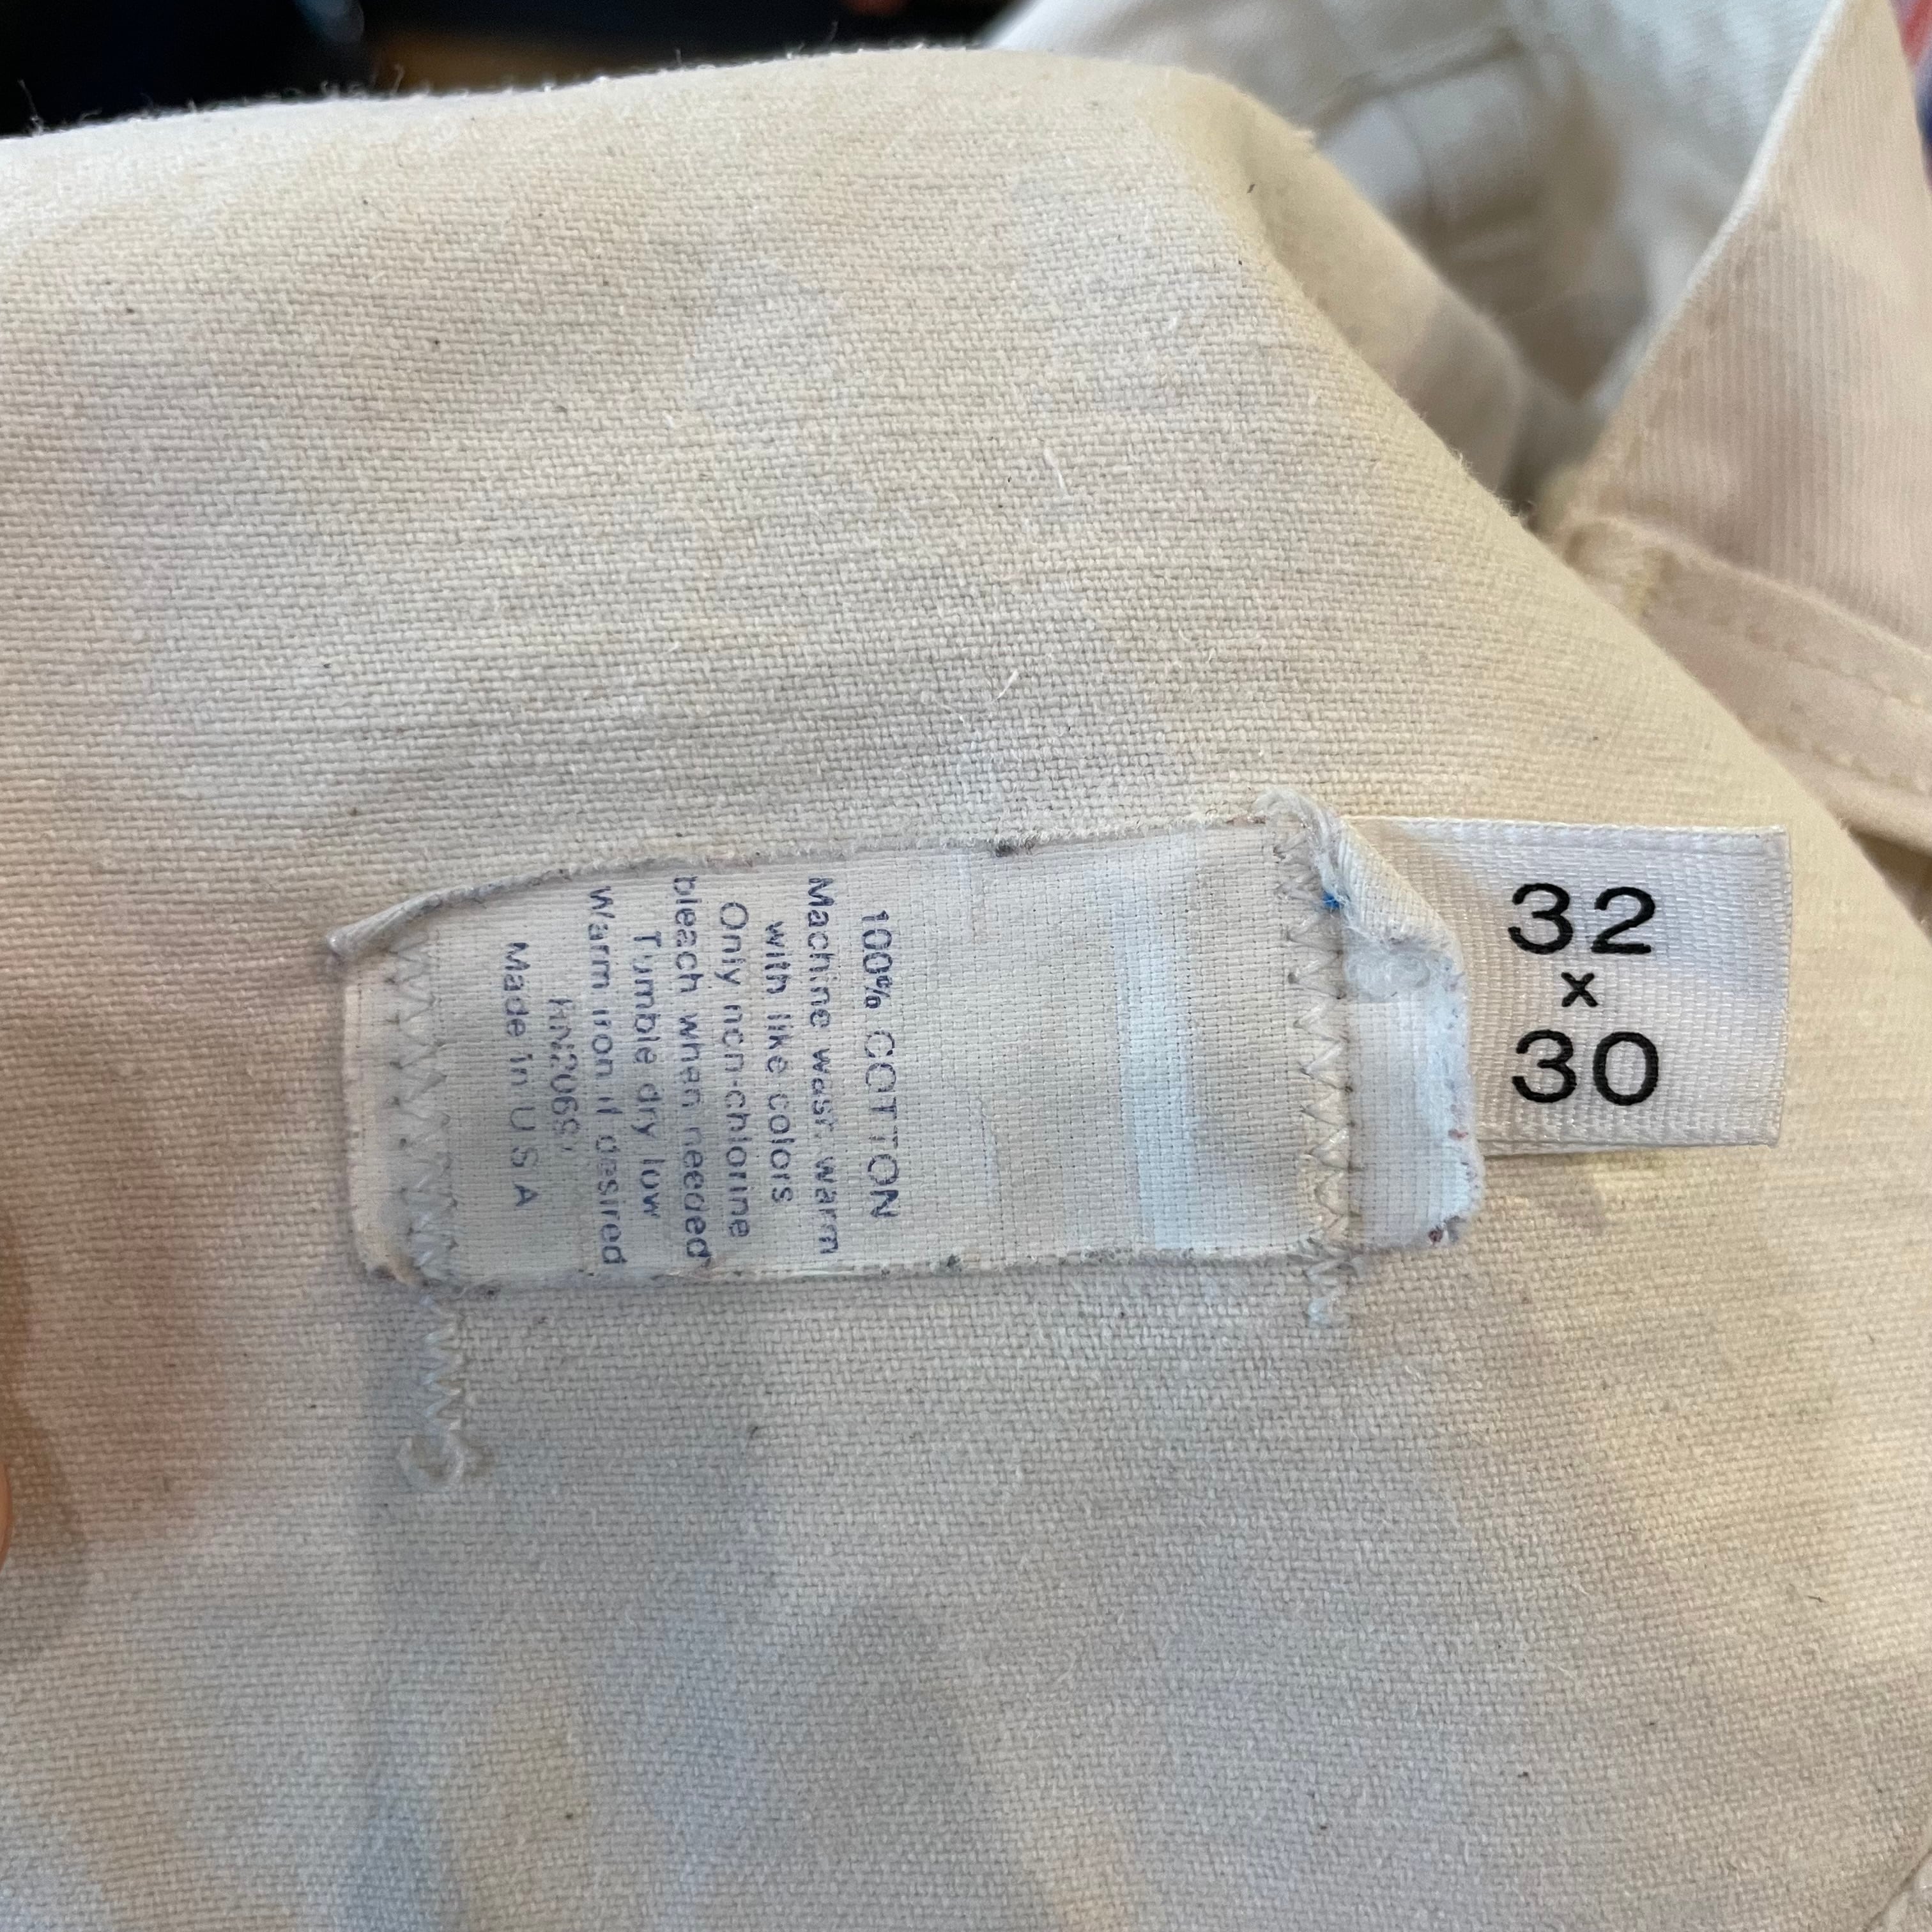 32
x
30
100% COTTON
Machine wash warm
with like colors
Only non-chlorine
bleach when needed
Tumble dry low
Warm iron if desired
Made in U S A